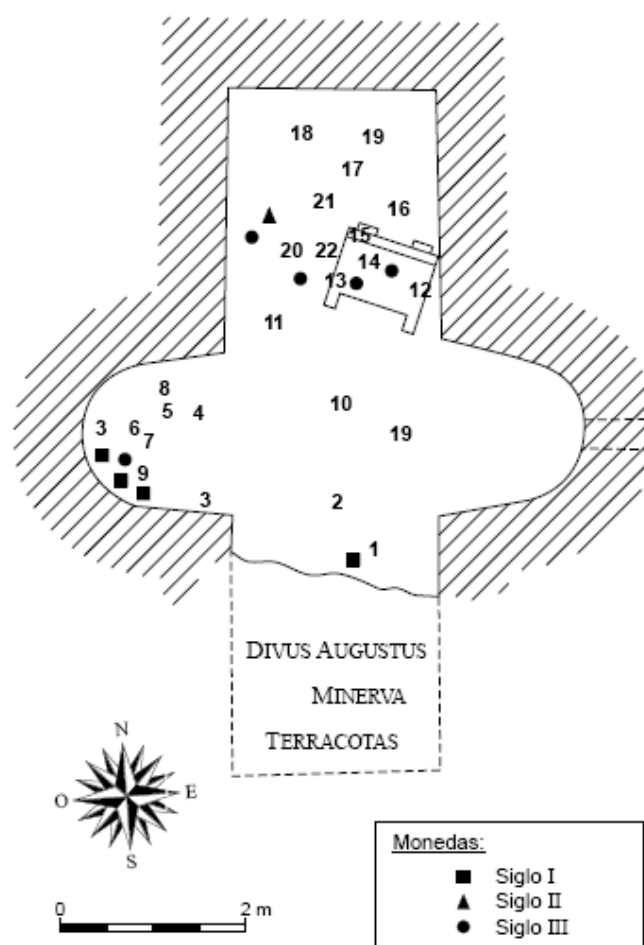 18 19
17
21 16
15
20 22 14
13 12
11
8
5 4 10
3 6
7 19
9
3 2
1
DIVUS AUGUSTUS
MINERVA
TERRACOTAS
N
O E
S
0 2 m
Monedas:
Siglo I
Siglo II
Siglo III